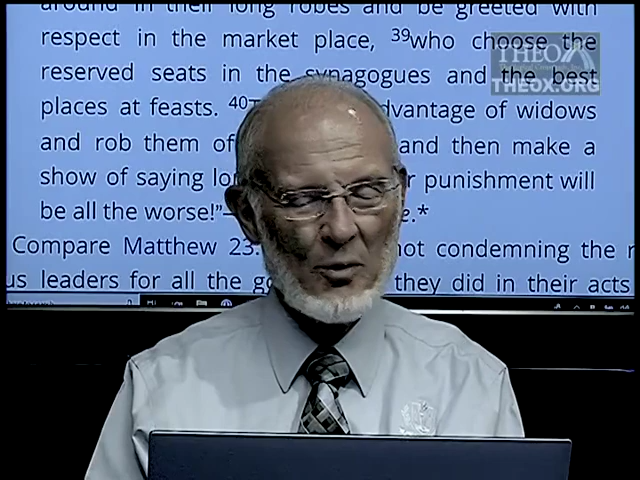 around in their long robes and be greeted with
respect in the market place, 39who choose the
reserved seats in the synagogues and the best
places at feasts. 40 dvantage of widows
and rob them of and then make a
show of saying lo r punishment will
be all the worse!"— e.*
Compare Matthew 23. not condemning the r
us leaders for all the go they did in their acts
THEO
THEOX.ORG